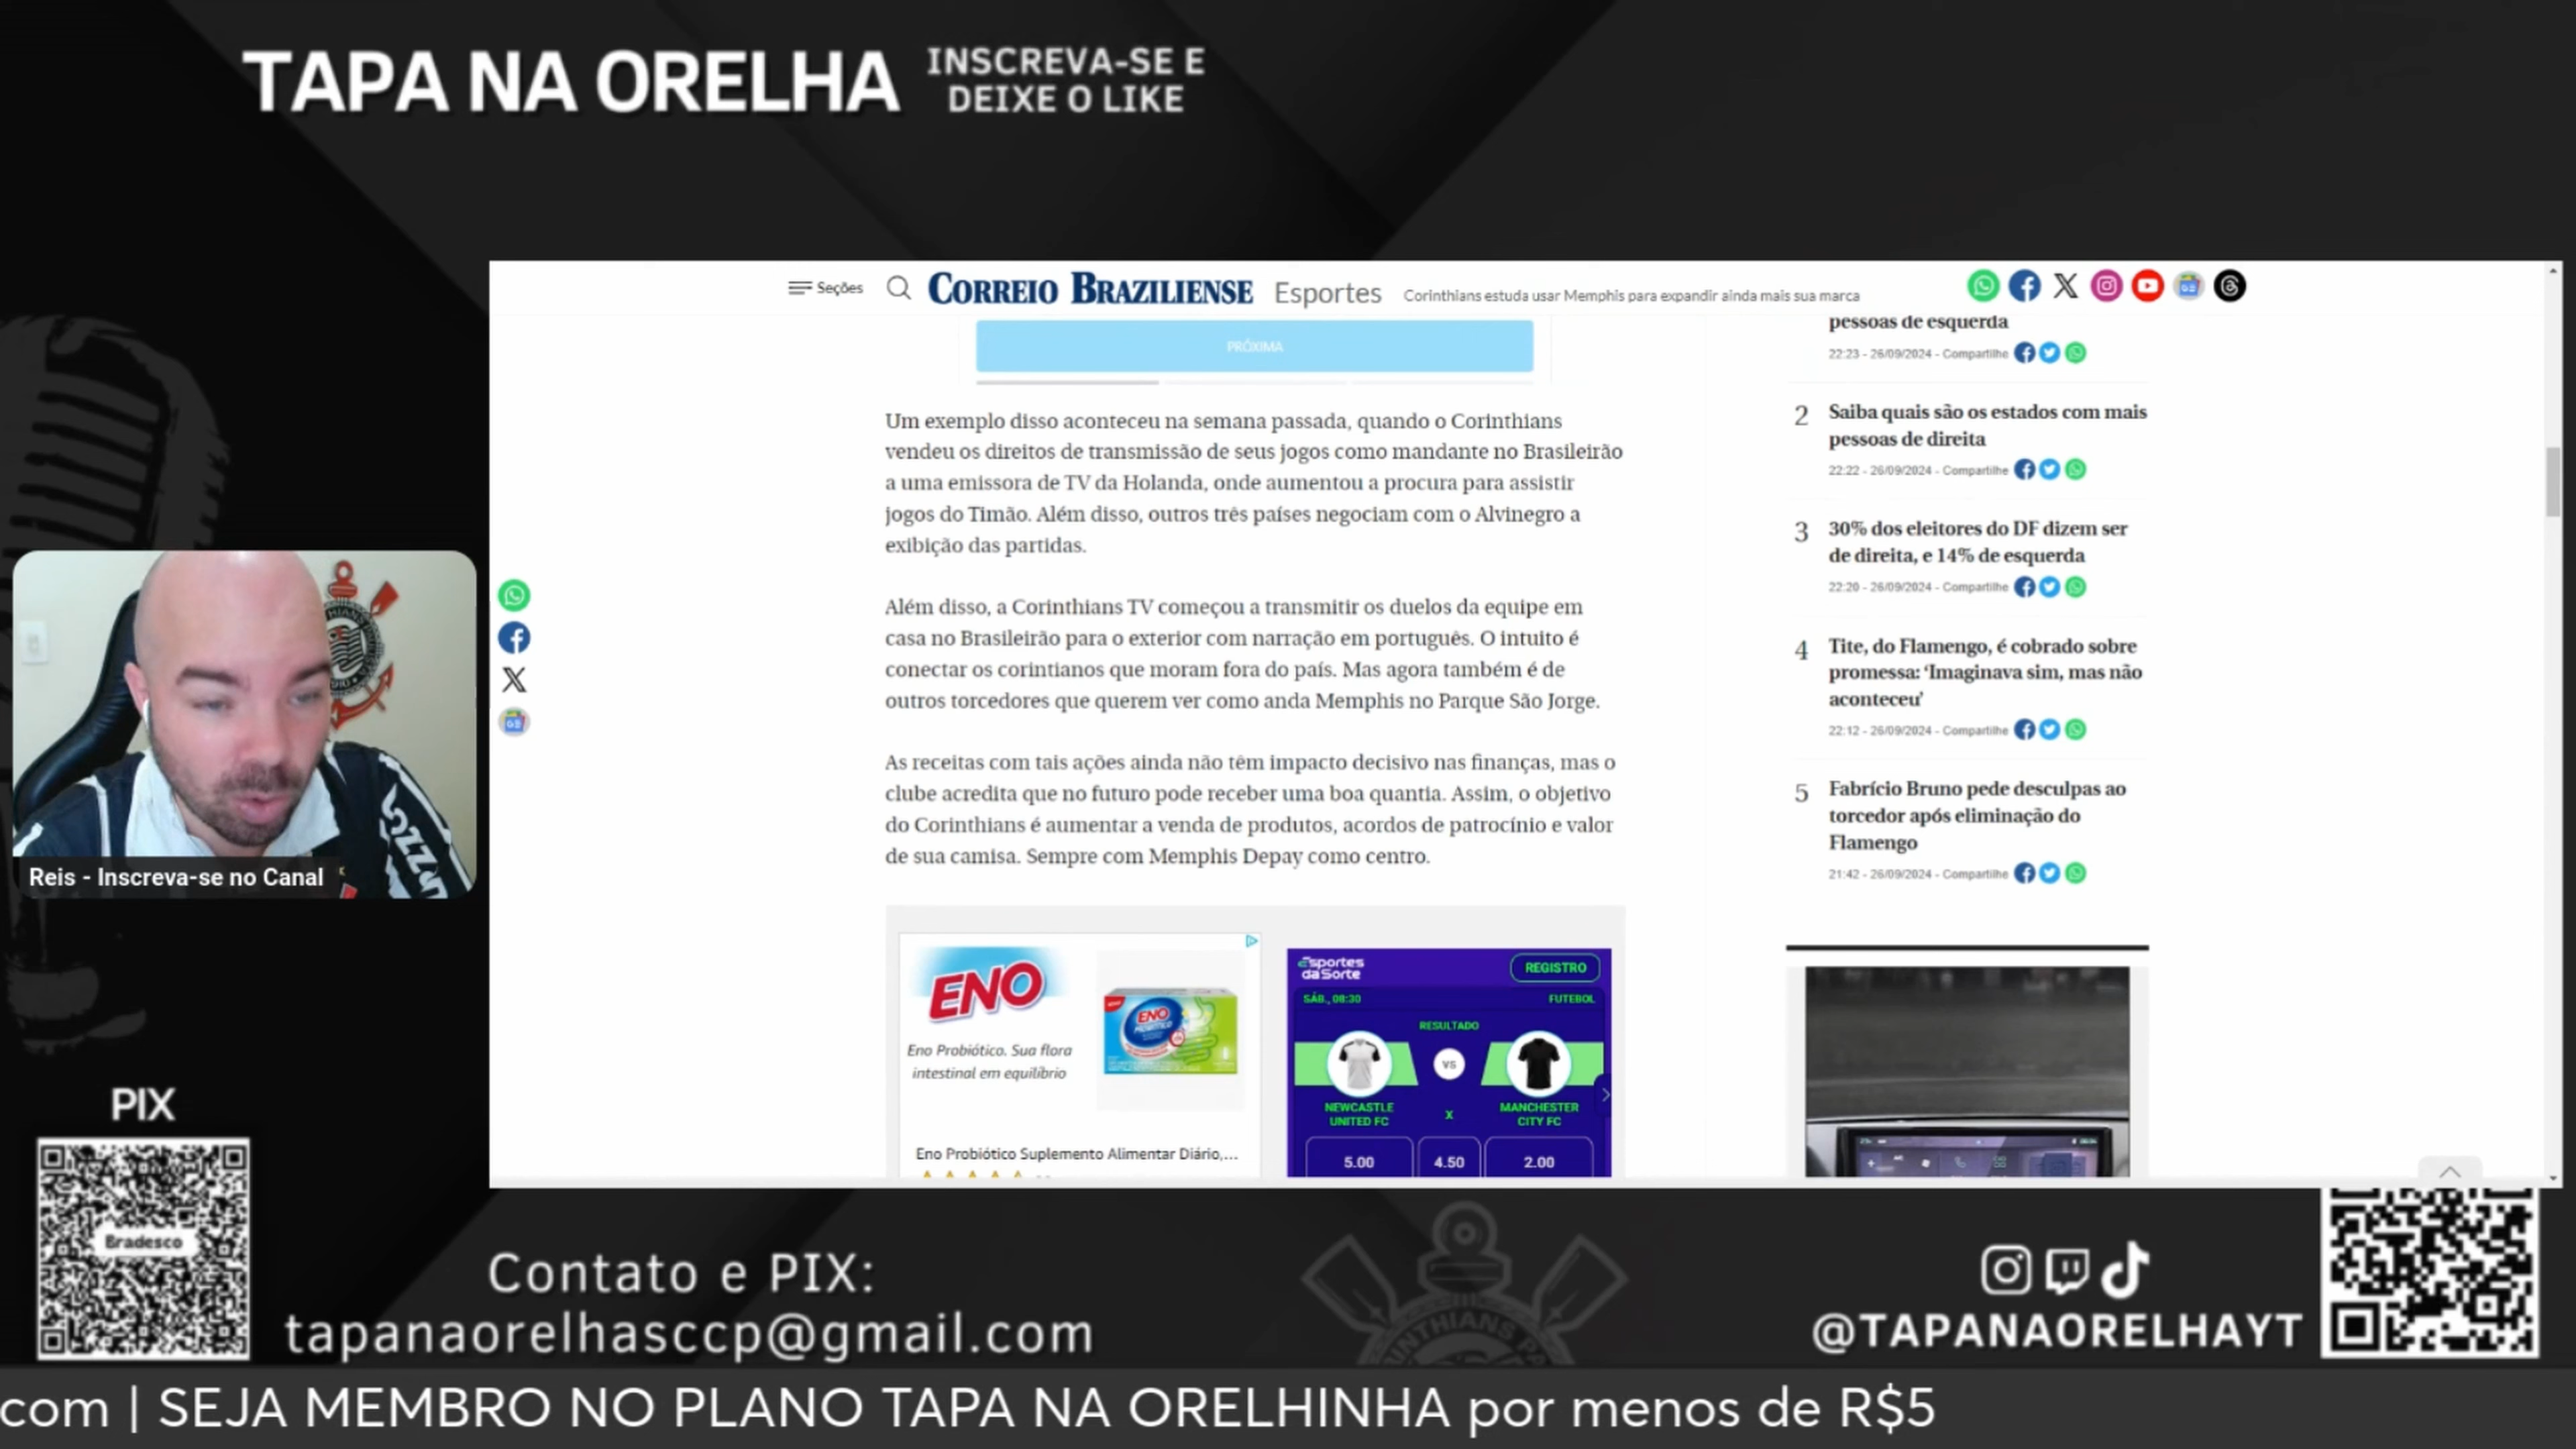 TAPA NA ORELHA
INSCREVA-SE E
DEIXE O LIKE
Seções
CORREIO BRAZILIENSE
Esportes
Corinthians estuda usar Memphis para expandir ainda mais sua marca
PRÓXIMA
Um exemplo disso aconteceu na semana passada, quando o Corinthians
vendeu os direitos de transmissão de seus jogos como mandante no Brasileirão
a uma emissora de TV da Holanda, onde aumentou a procura para assistir
jogos do Timão. Além disso, outros três países negociam com o Alvinegro a
exibição das partidas.
Além disso, a Corinthians TV começou a transmitir os duelos da equipe em
casa no Brasileirão para o exterior com narração em português. O intuito é
conectar os corintianos que moram fora do país. Mas agora também é de
outros torcedores que querem ver como anda Memphis no Parque São Jorge.
As receitas com tais ações ainda não têm impacto decisivo nas finanças, mas o
clube acredita que no futuro pode receber uma boa quantia. Assim, o objetivo
do Corinthians é aumentar a venda de produtos, acordos de patrocínio e valor
de sua camisa. Sempre com Memphis Depay como centro.
pessoas de esquerda
22:23 - 26/09/2024 - Compartilhe
2
Saiba quais são os estados com mais
pessoas de direita
22:22 - 26/09/2024 - Compartilhe
3
30% dos eleitores do DF dizem ser
de direita, e 14% de esquerda
22:20 - 26/09/2024 - Compartilhe
4
Tite, do Flamengo, é cobrado sobre
promessa: ‘Imaginava sim, mas não
aconteceu’
22:12 - 26/09/2024 - Compartilhe
5
Fabrício Bruno pede desculpas ao
torcedor após eliminação do
Flamengo
21:42 - 26/09/2024 - Compartilhe
Reis - Inscreva-se no Canal
ENO
Eno Probiótico. Sua flora
intestinal em equilíbrio
ENO
Eno Probiótico Suplemento Alimentar Diário,...
Esportes
da Sorte
REGISTRO
SÁB., 08:30
FUTEBOL
RESULTADO
VS
NEWCASTLE
UNITED FC
X
MANCHESTER
CITY FC
5.00
4.50
2.00
PIX
Bradesco
Contato e PIX:
tapanaorelhasccp@gmail.com
@TAPANAORELHAYT
com | SEJA MEMBRO NO PLANO TAPA NA ORELHINHA por menos de R$5